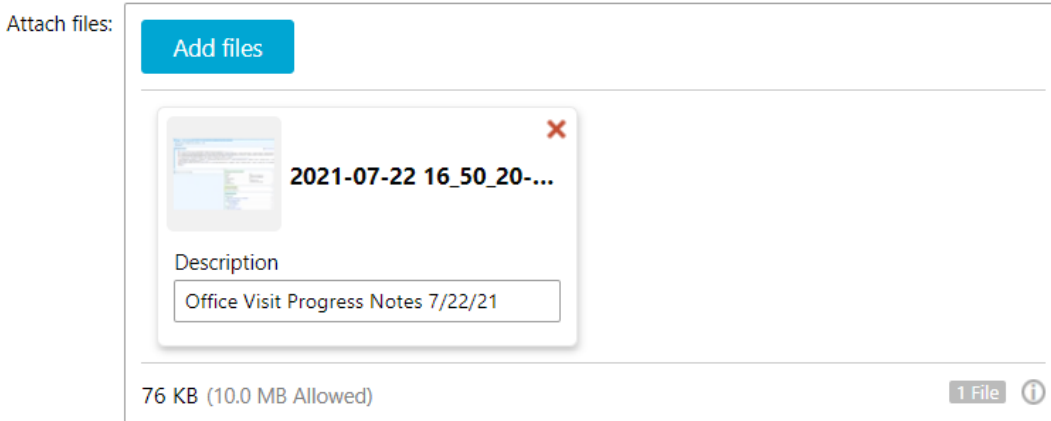 Attach files:
Add files
2021-07-22 16_50_20-...
Description
Office Visit Progress Notes 7/22/21
76 KB (10.0 MB Allowed)
1 File